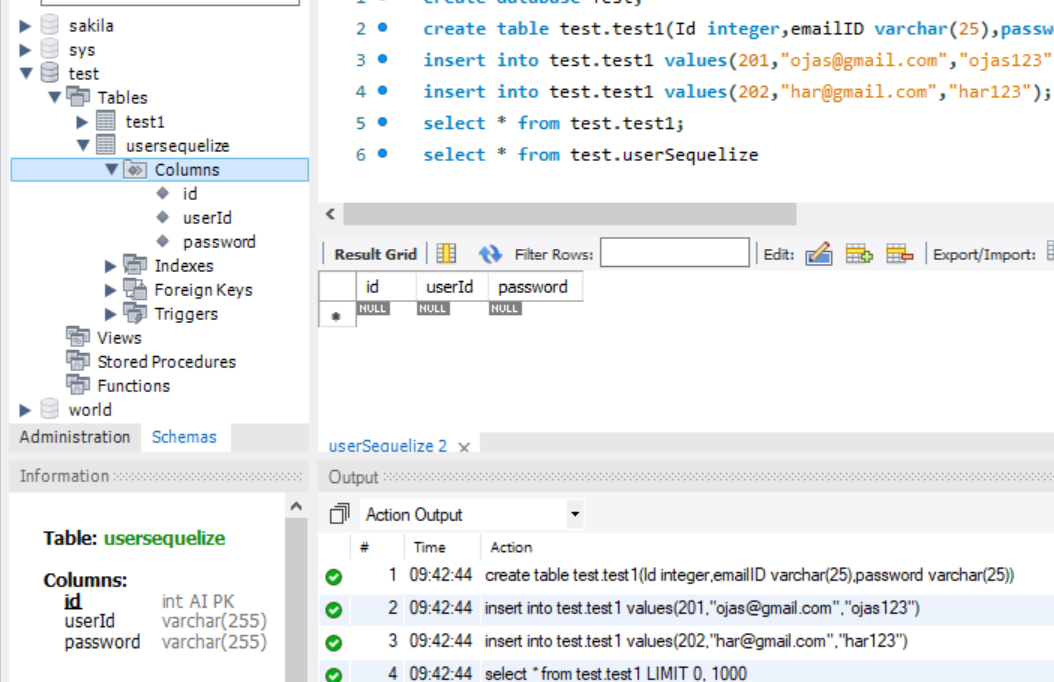 sakila
sys
test
Tables
test1
usersequelize
Columns
id
userId
password
Indexes
Foreign Keys
Triggers
Views
Stored Procedures
Functions
world
Administration Schemas
Information
Table: usersequelize
Columns:
id int AI PK
userId varchar(255)
password varchar(255)
1 create database Test;
2 create table test.test1(Id integer,emailID varchar(25),passw
3 insert into test.test1 values(201,"ojas@gmail.com","ojas123"
4 insert into test.test1 values(202,"har@gmail.com","har123");
5 select * from test.test1;
6 select * from test.userSequelize
Result Grid Filter Rows: Edit: Export/Import:
id userId password
NULL NULL NULL
userSequelize 2
Output
Action Output
# Time Action
1 09:42:44 create table test.test1(Id integer,emailID varchar(25),password varchar(25))
2 09:42:44 insert into test.test1 values(201,"ojas@gmail.com","ojas123")
3 09:42:44 insert into test.test1 values(202,"har@gmail.com","har123")
4 09:42:44 select * from test.test1 LIMIT 0, 1000